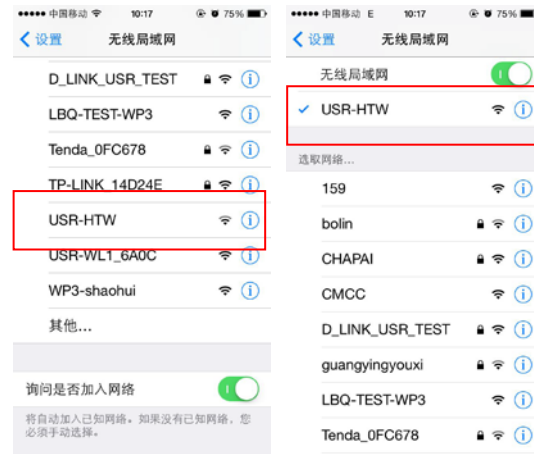 中国移动 10:17 75%
设置 无线局域网
D_LINK_USR_TEST
LBQ-TEST-WP3
Tenda_0FC678
TP-LINK_14D24E
USR-HTW
USR-WL1_6A0C
WP3-shaohui
其他...
询问是否加入网络
将自动加入已知网络。如果没有已知网络，您
必须手动选择。
中国移动 E 10:17 75%
设置 无线局域网
无线局域网
USR-HTW
选取网络...
159
bolin
CHAPAI
CMCC
D_LINK_USR_TEST
guangyingyouxi
LBQ-TEST-WP3
Tenda_0FC678